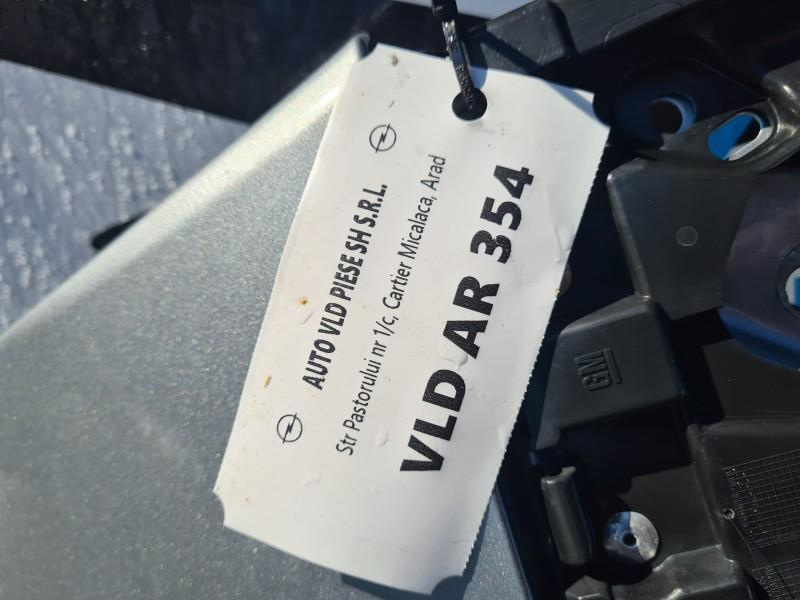 AUTO VLD PIESE SH S.R.L.
Str Pastorului nr 1/c, Cartier Micalaca, Arad
VLD AR 354
GM